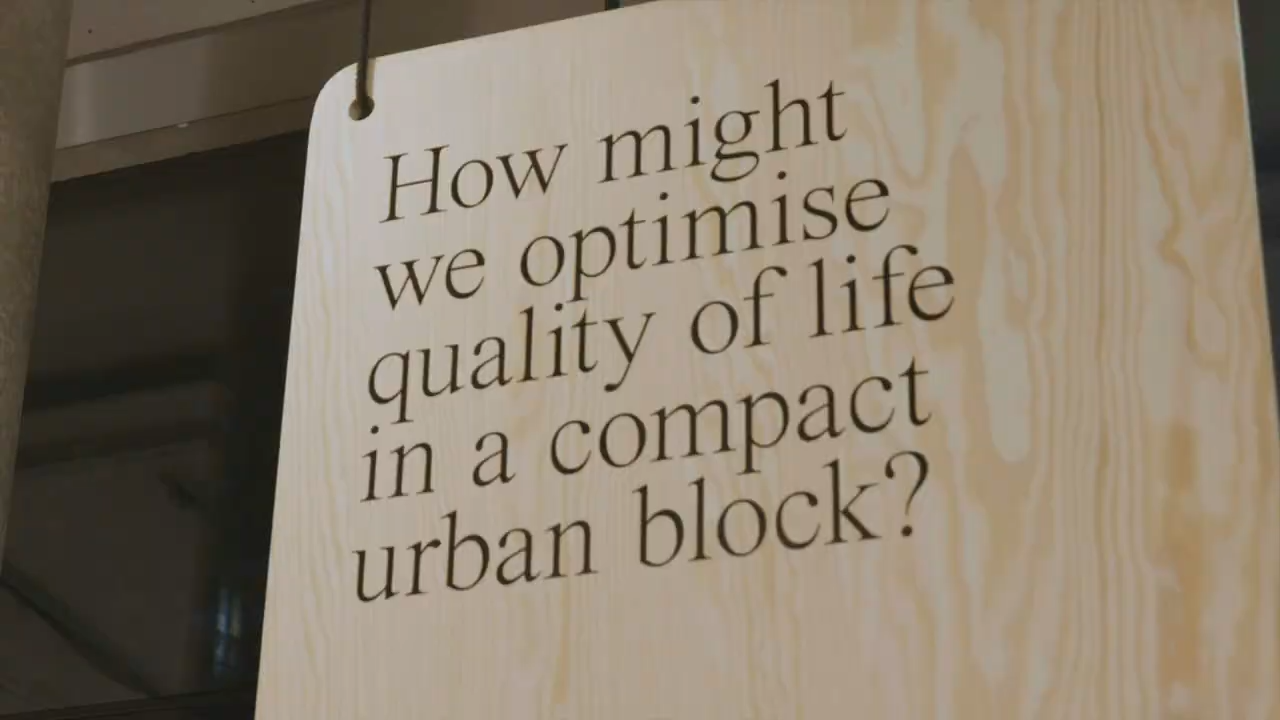 How might
we optimise
quality of life
in a compact
urban block?